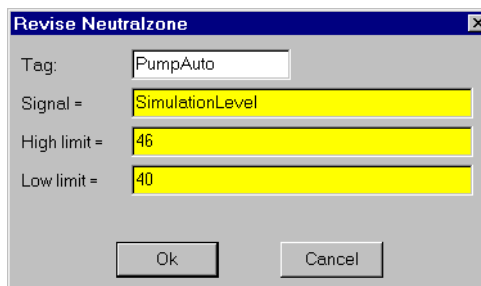 Revise Neutralzone
Tag: PumpAuto
Signal = SimulationLevel
High limit = 46
Low limit = 40
Ok Cancel